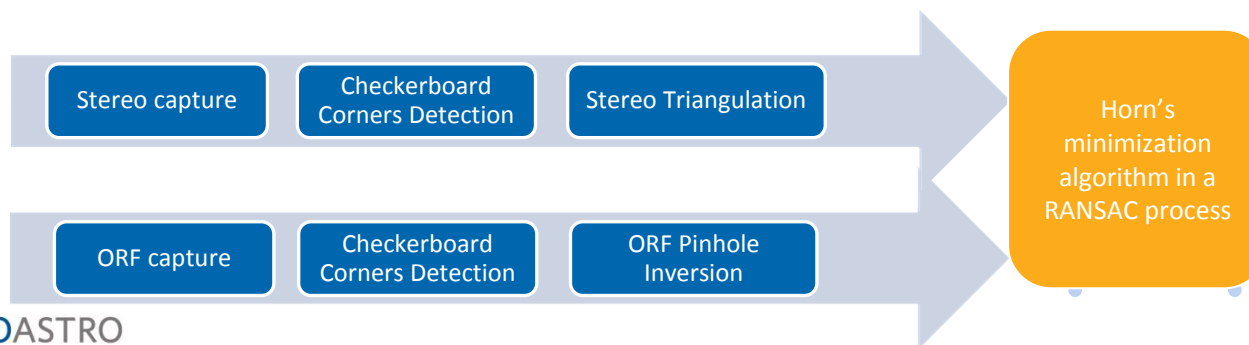 Stereo capture
Checkerboard
Corners Detection
Stereo Triangulation
ORF capture
Checkerboard
Corners Detection
ORF Pinhole
Inversion
Horn's
minimization
algorithm in a
RANSAC process